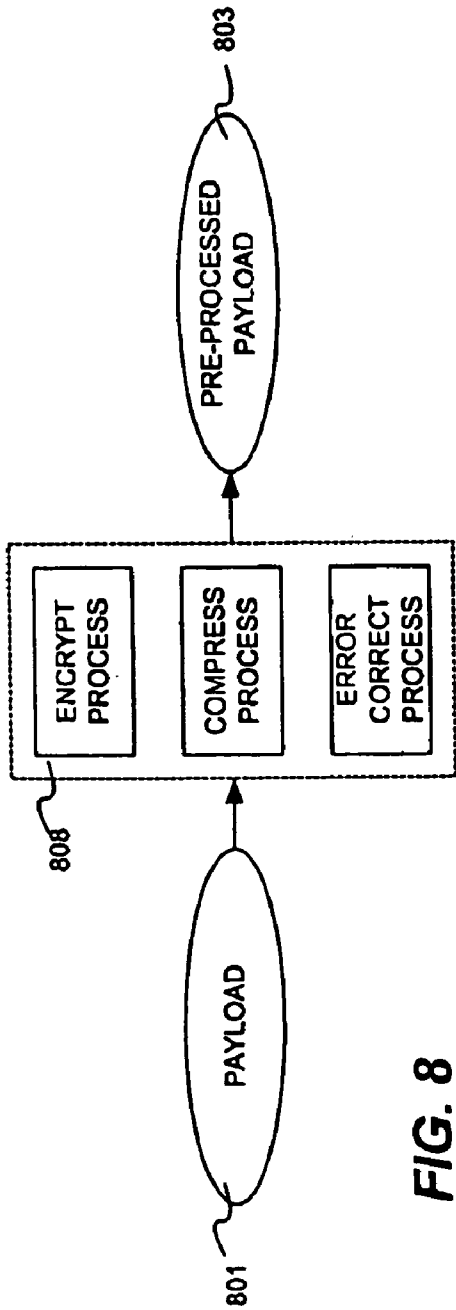 801
PAYLOAD
808
ENCRYPT
PROCESS
COMPRESS
PROCESS
ERROR
CORRECT
PROCESS
PRE-PROCESSED
PAYLOAD
803
FIG. 8